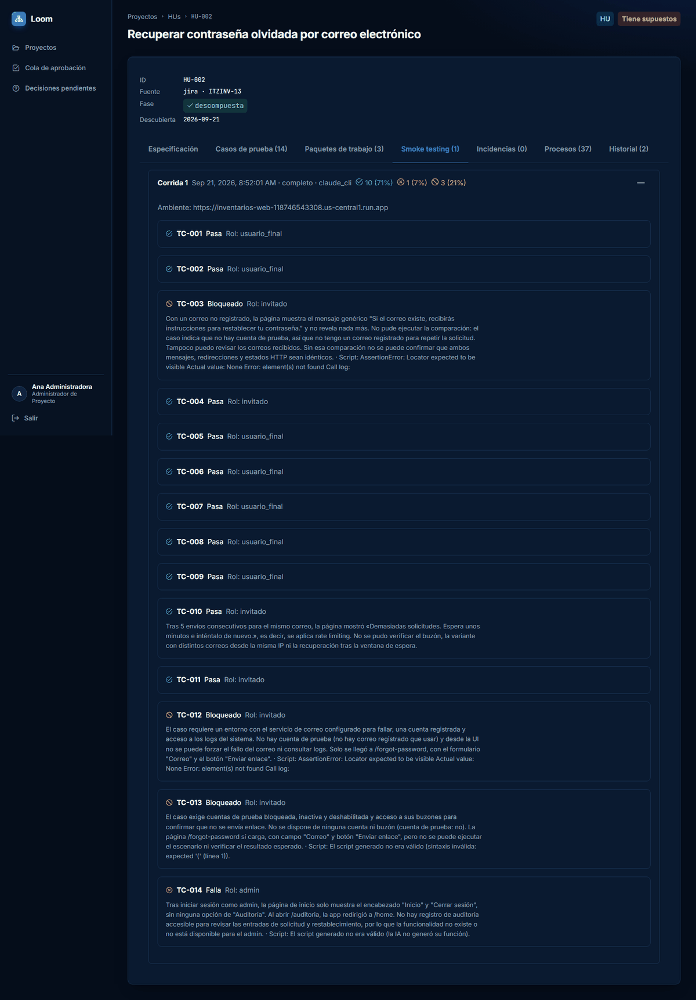 Loom
Proyectos
Cola de aprobación
Decisiones pendientes
A
Ana Administradora
Administrador de
Proyecto
Salir
Proyectos › HUs › HU-002
Recuperar contraseña olvidada por correo electrónico
HU
Tiene supuestos
ID HU-002
Fuente jira · ITZINV-13
Fase descompuesta
Descubierta 2026-09-21
Especificación Casos de prueba (14) Paquetes de trabajo (3) Smoke testing (1) Incidencias (0) Procesos (37) Historial (2)
Corrida 1 Sep 21, 2026, 8:52:01 AM · completo · claude_cli 10 (71%) 1 (7%) 3 (21%)
Ambiente: https://inventarios-web-118746543308.us-central1.run.app
TC-001 Pasa Rol: usuario_final
TC-002 Pasa Rol: usuario_final
TC-003 Bloqueado Rol: invitado
Con un correo no registrado, la página muestra el mensaje genérico "Si el correo existe, recibirás
instrucciones para restablecer tu contraseña." y no revela nada más. No pude ejecutar la comparación: el
caso indica que no hay cuenta de prueba, así que no tengo un correo registrado para repetir la solicitud.
Tampoco puedo revisar los correos recibidos. Sin esa comparación no se puede confirmar que ambos
mensajes, redirecciones y estados HTTP sean idénticos. · Script: AssertionError: Locator expected to be
visible Actual value: None Error: element(s) not found Call log:
TC-004 Pasa Rol: invitado
TC-005 Pasa Rol: usuario_final
TC-006 Pasa Rol: usuario_final
TC-007 Pasa Rol: usuario_final
TC-008 Pasa Rol: usuario_final
TC-009 Pasa Rol: usuario_final
TC-010 Pasa Rol: invitado
Tras 5 envíos consecutivos para el mismo correo, la página mostró «Demasiadas solicitudes. Espera unos
minutos e inténtalo de nuevo.», es decir, se aplica rate limiting. No se pudo verificar el buzón, la variante
con distintos correos desde la misma IP ni la recuperación tras la ventana de espera.
TC-011 Pasa Rol: invitado
TC-012 Bloqueado Rol: invitado
El caso requiere un entorno con el servicio de correo configurado para fallar, una cuenta registrada y
acceso a los logs del sistema. No hay cuenta de prueba (no hay correo registrado que usar) y desde la UI
no se puede forzar el fallo del correo ni consultar logs. Solo se llegó a /forgot-password, con el formulario
"Correo" y el botón "Enviar enlace". · Script: AssertionError: Locator expected to be visible Actual value:
None Error: element(s) not found Call log:
TC-013 Bloqueado Rol: invitado
El caso exige cuentas de prueba bloqueada, inactiva y deshabilitada y acceso a sus buzones para
confirmar que no se envía enlace. No se dispone de ninguna cuenta ni buzón (cuenta de prueba: no). La
página /forgot-password sí carga, con campo "Correo" y botón "Enviar enlace", pero no se puede ejecutar
el escenario ni verificar el resultado esperado. · Script: El script generado no era válido (sintaxis inválida:
expected '(' (línea 1)).
TC-014 Falla Rol: admin
Tras iniciar sesión como admin, la página de inicio solo muestra el encabezado "Inicio" y "Cerrar sesión",
sin ninguna opción de "Auditoría". Al abrir /auditoria, la app redirigió a /home. No hay registro de auditoría
accesible para revisar las entradas de solicitud y restablecimiento, por lo que la funcionalidad no existe o
no está disponible para el admin. · Script: El script generado no era válido (la IA no generó su función).